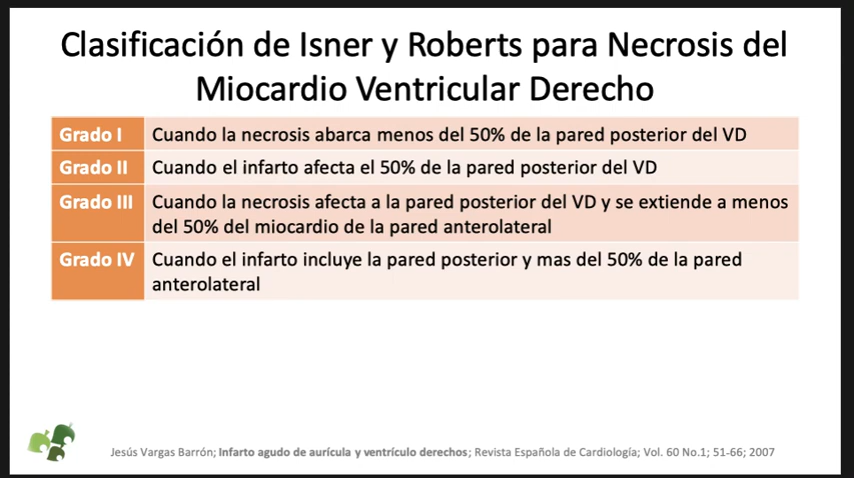 Clasificación de Isner y Roberts para Necrosis del
Miocardio Ventricular Derecho
Grado I Cuando la necrosis abarca menos del 50% de la pared posterior del VD
Grado II Cuando el infarto afecta el 50% de la pared posterior del VD
Grado III Cuando la necrosis afecta a la pared posterior del VD y se extiende a menos
del 50% del miocardio de la pared anterolateral
Grado IV Cuando el infarto incluye la pared posterior y mas del 50% de la pared
anterolateral
Jesús Vargas Barrón; Infarto agudo de aurícula y ventrículo derechos; Revista Española de Cardiología; Vol. 60 No.1; 51-66; 2007